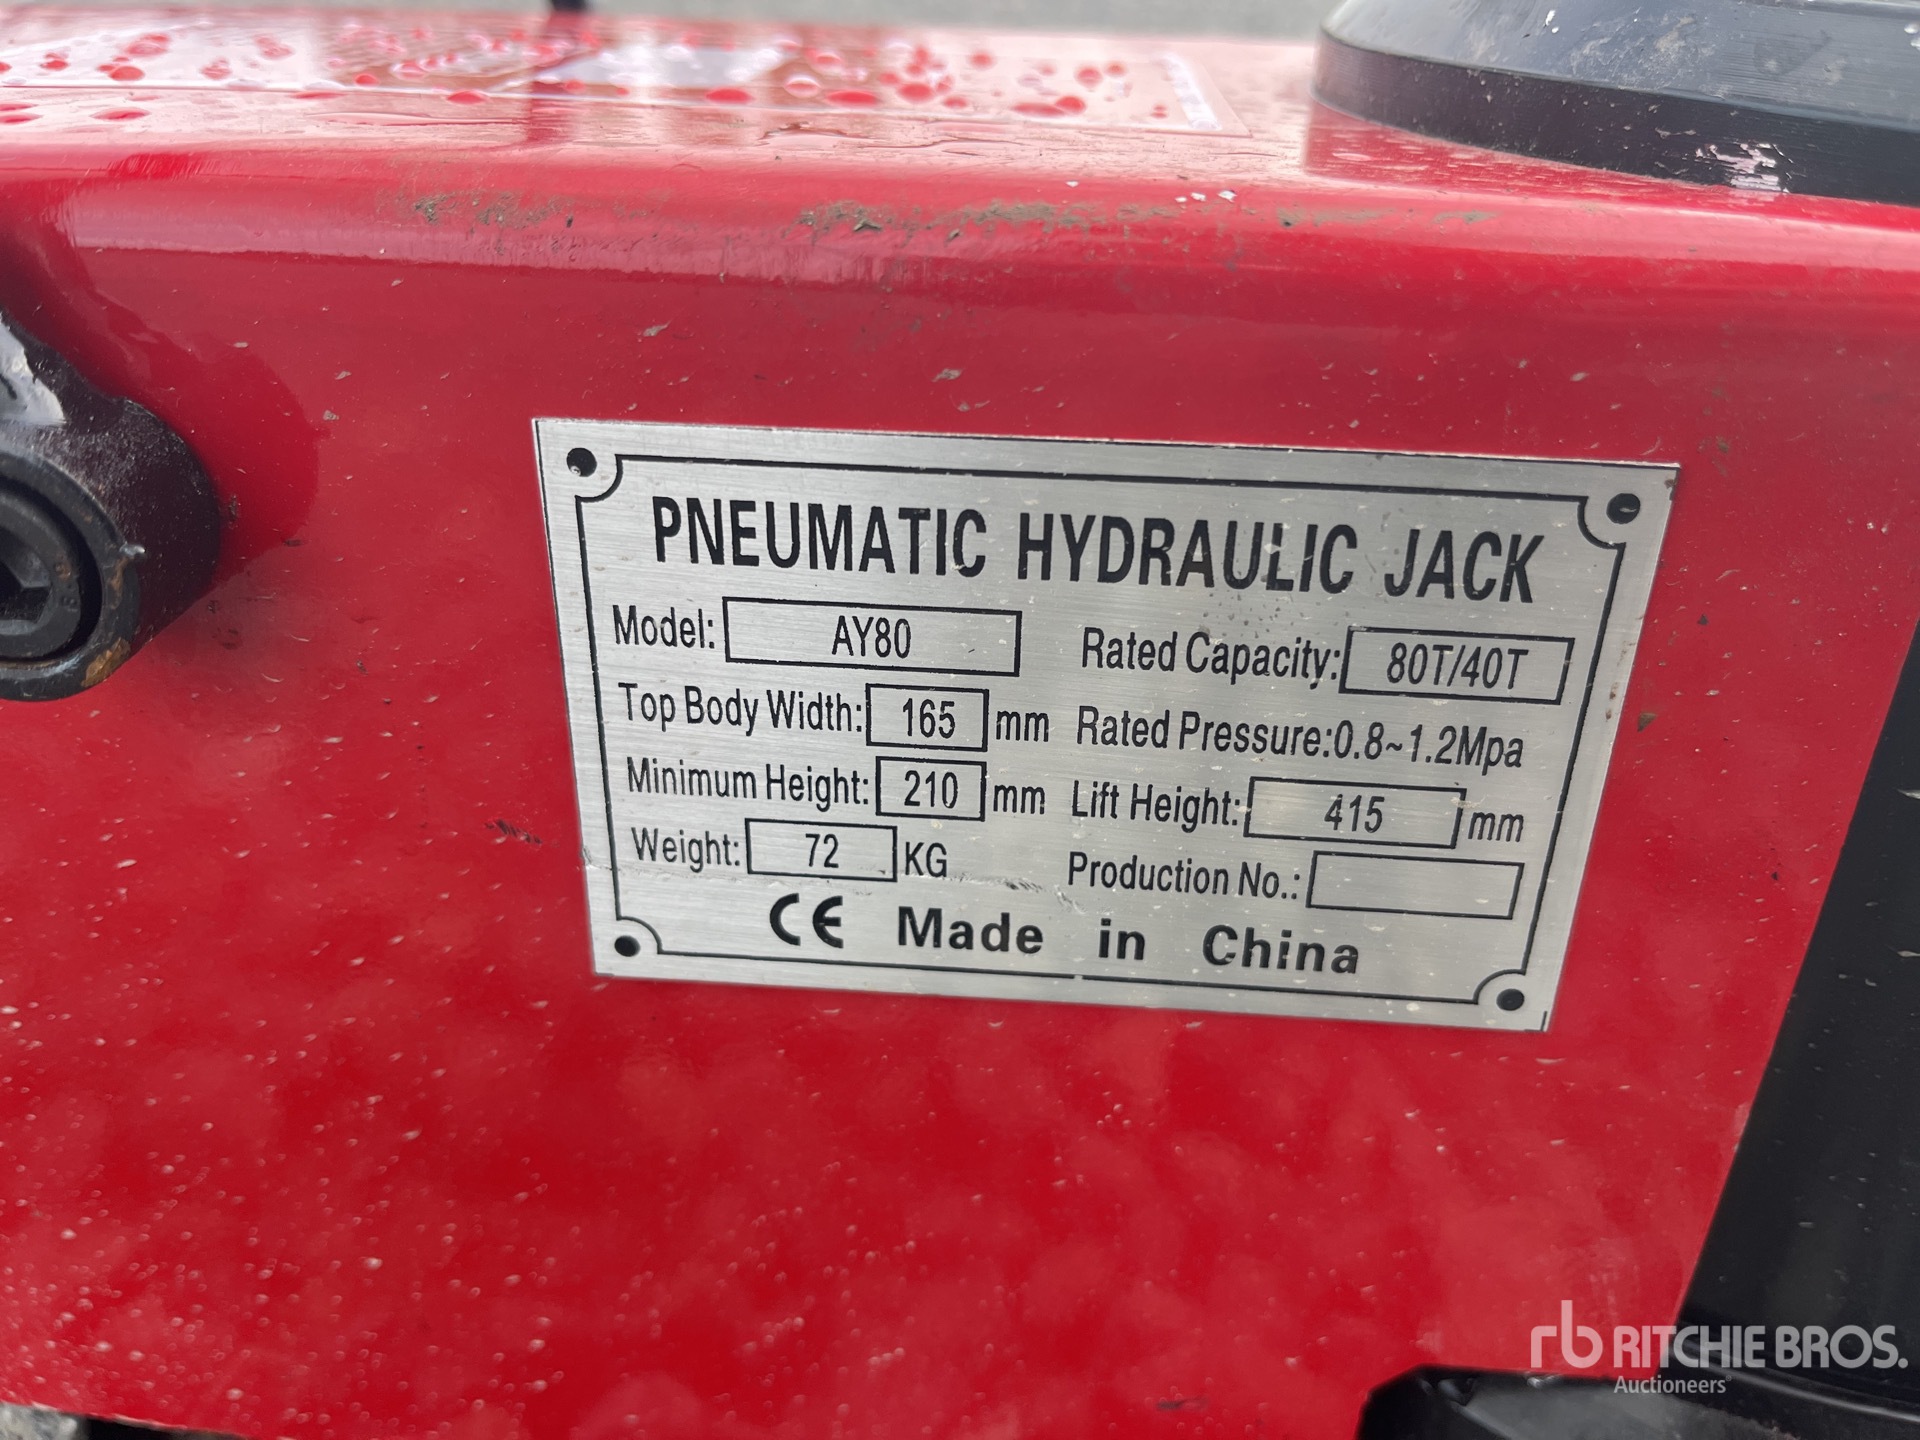 PNEUMATIC HYDRAULIC JACK
Model: AY80 Rated Capacity: 80T/40T
Top Body Width: 165 mm Rated Pressure:0.8~1.2Mpa
Minimum Height: 210 mm Lift Height: 415 mm
Weight: 72 KG Production No.:
CE Made in China
rb RITCHIE BROS.
Auctioneers